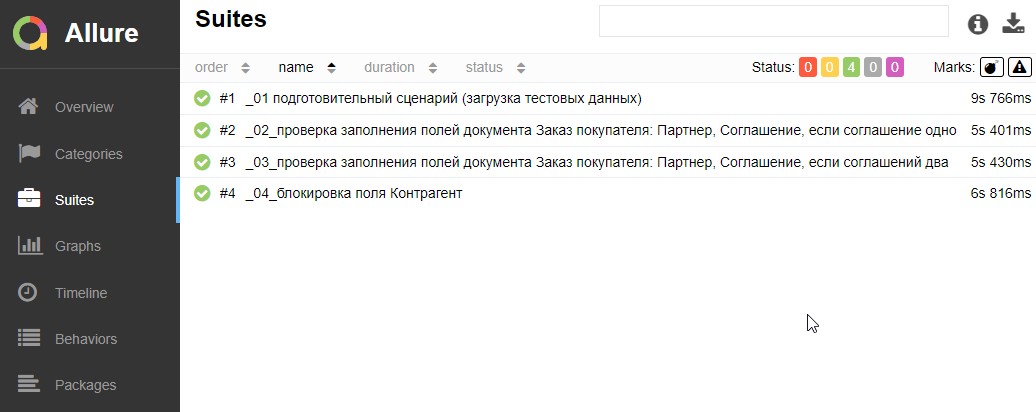 Allure
Suites
order name duration status Status: 0 0 4 0 0 Marks:
#1 _01 подготовительный сценарий (загрузка тестовых данных) 9s 766ms
#2 _02_проверка заполнения полей документа Заказ покупателя: Партнер, Соглашение, если соглашение одно 5s 401ms
#3 _03_проверка заполнения полей документа Заказ покупателя: Партнер, Соглашение, если соглашений два 5s 430ms
#4 _04_блокировка поля Контрагент 6s 816ms
Overview
Categories
Suites
Graphs
Timeline
Behaviors
Packages